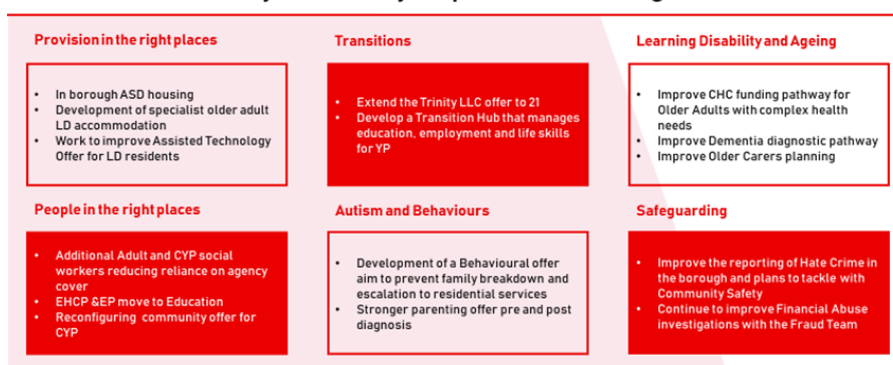 Provision in the right places
• In borough ASD housing
• Development of specialist older adult
LD accommodation
• Work to improve Assisted Technology
Offer for LD residents
Transitions
• Extend the Trinity LLC offer to 21
• Develop a Transition Hub that manages
education, employment and life skills
for YP
Learning Disability and Ageing
• Improve CHC funding pathway for
Older Adults with complex health
needs
• Improve Dementia diagnostic pathway
• Improve Older Carers planning
People in the right places
• Additional Adult and CYP social
workers reducing reliance on agency
cover
• EHCP &EP move to Education
• Reconfiguring community offer for
CYP
Autism and Behaviours
• Development of a Behavioural offer
aim to prevent family breakdown and
escalation to residential services
• Stronger parenting offer pre and post
diagnosis
Safeguarding
• Improve the reporting of Hate Crime in
the borough and plans to tackle with
Community Safety
• Continue to improve Financial Abuse
investigations with the Fraud Team